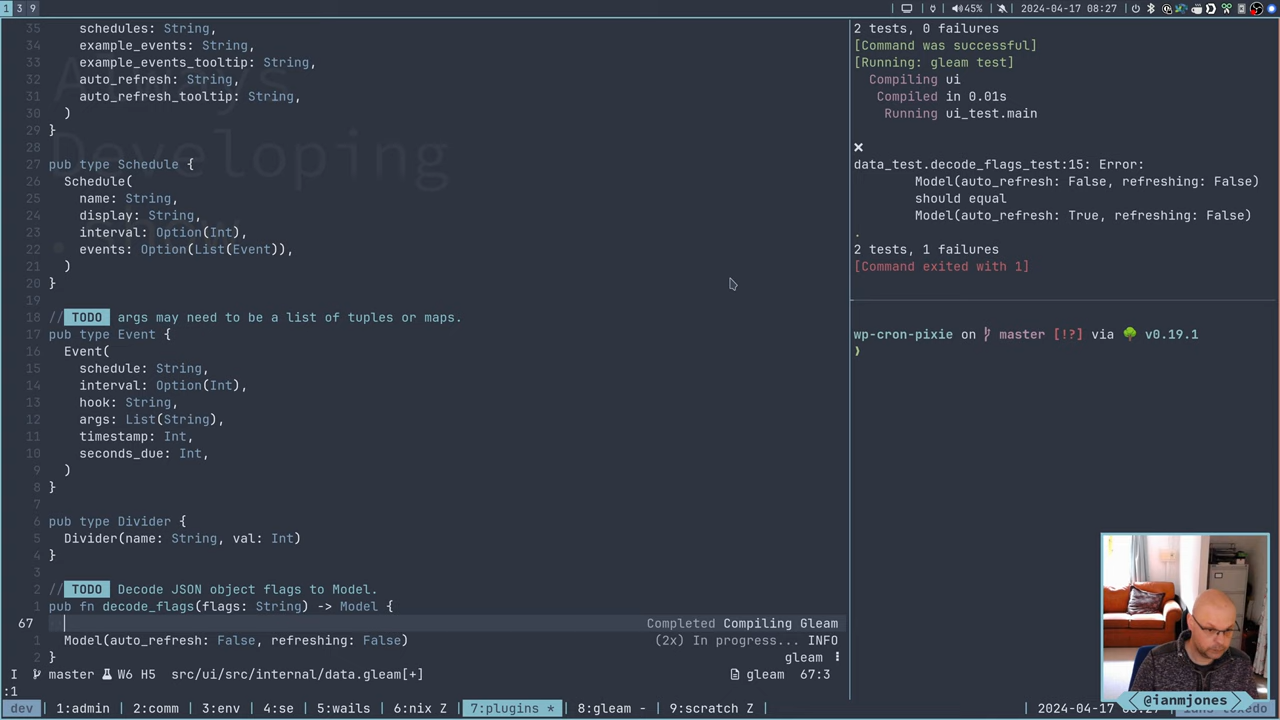 1 3 9
45% 2024-04-17 08:27
35 schedules: String,
34 example_events: String,
33 example_events_tooltip: String,
32 auto_refresh: String,
31 auto_refresh_tooltip: String,
30 )
29 }
28
27 pub type Schedule {
26 Schedule(
25 name: String,
24 display: String,
23 interval: Option(Int),
22 events: Option(List(Event)),
21 )
20 }
19
18 // TODO args may need to be a list of tuples or maps.
17 pub type Event {
16 Event(
15 schedule: String,
14 interval: Option(Int),
13 hook: String,
12 args: List(String),
11 timestamp: Int,
10 seconds_due: Int,
9 )
8 }
7
6 pub type Divider {
5 Divider(name: String, val: Int)
4 }
3
2 // TODO Decode JSON object flags to Model.
1 pub fn decode_flags(flags: String) -> Model {
67 Completed Compiling Gleam
1 Model(auto_refresh: False, refreshing: False) (2x) In progress... INFO
2 } gleam
I master W6 H5 src/ui/src/internal/data.gleam[+] gleam 67:3
:1
Developing
2 tests, 0 failures
[Command was successful]
[Running: gleam test]
Compiling ui
Compiled in 0.01s
Running ui_test.main
data_test.decode_flags_test:15: Error:
Model(auto_refresh: False, refreshing: False)
should equal
Model(auto_refresh: True, refreshing: False)
.
2 tests, 1 failures
[Command exited with 1]
wp-cron-pixie on master [!?] via v0.19.1
❯
@ianmjones
dev 1:admin 2:comm 3:env 4:se 5:wails 6:nix Z 7:plugins * 8:gleam - 9:scratch Z 2024-04-17